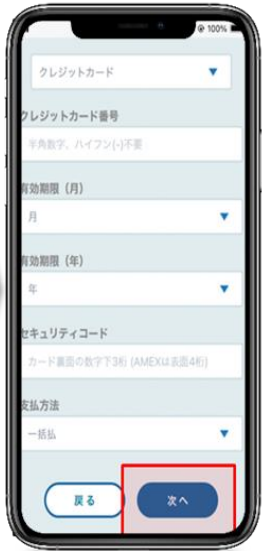 100%
クレジットカード
クレジットカード番号
半角数字、ハイフン(-)不要
有効期限（月）
月
有効期限（年）
年
セキュリティコード
カード裏面の数字下3桁 (AMEXは表面4桁)
支払方法
一括払
戻る
次へ